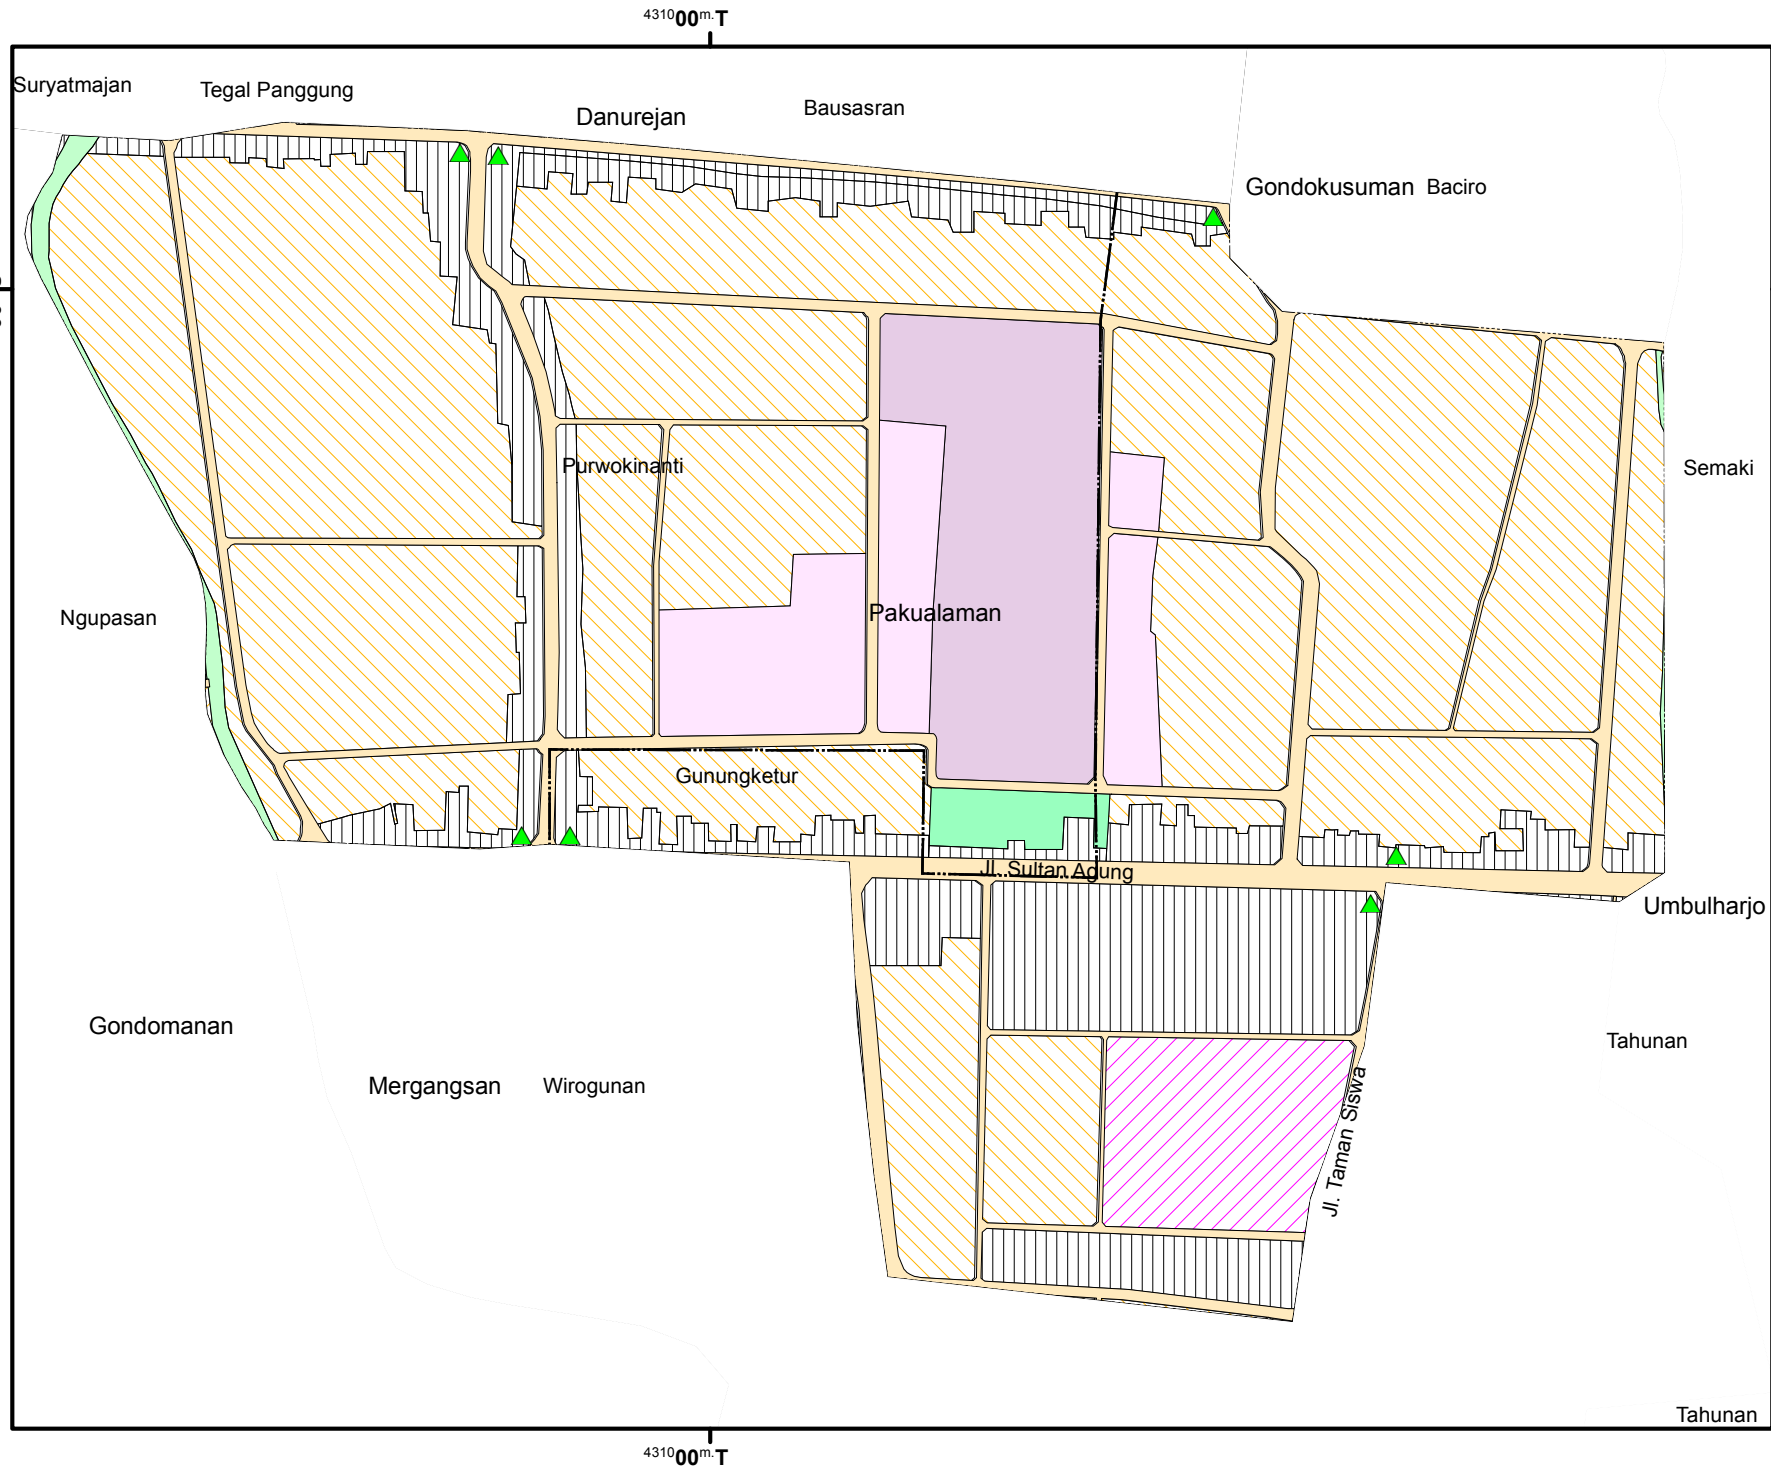 431000m.T
Suryatmajan
Tegal Panggung
Danurejan
Bausasran
Gondokusuman
Baciro
Purwokinanti
Semaki
Ngupasan
Pakualaman
Gunungketur
Jl. Sultan Agung
Umbulharjo
Gondomanan
Tahunan
Mergangsan
Wirogunan
Jl. Taman Siswa
Tahunan
431000m.T